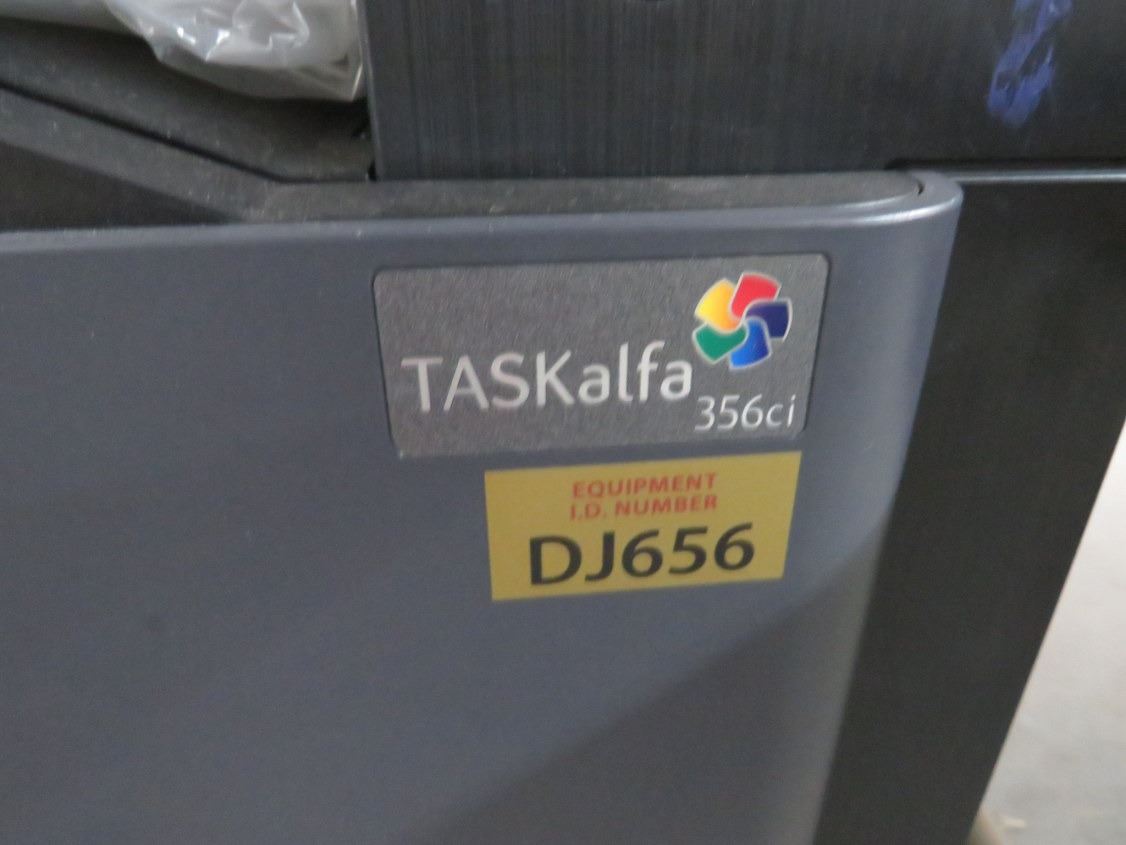 TASKalfa
356ci
EQUIPMENT
I.D. NUMBER
DJ656